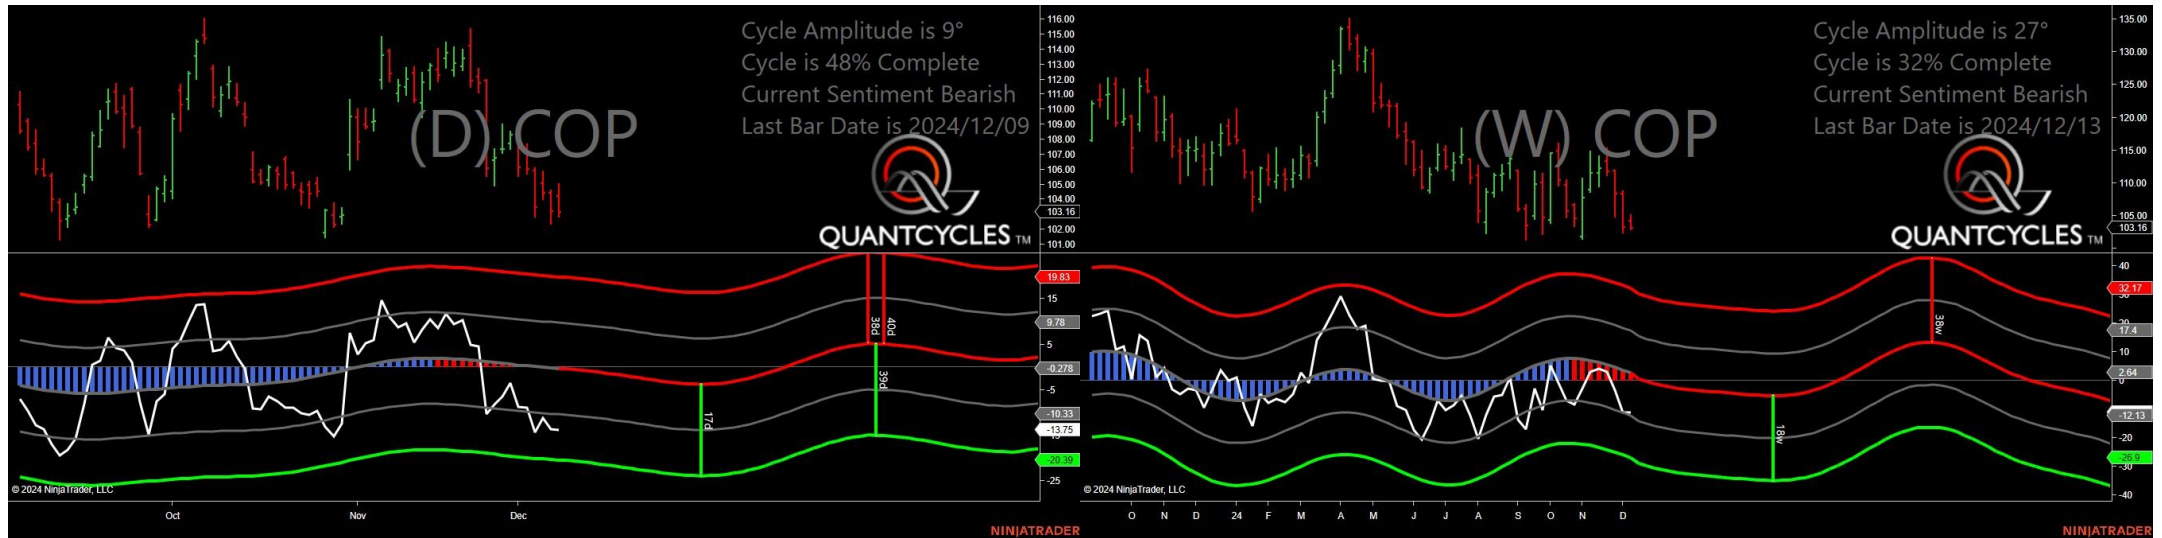 Cycle Amplitude is 9°
Cycle is 48% Complete
Current Sentiment Bearish
Last Bar Date is 2024/12/09
(D) COP
QUANTCYCLES TM
116.00
115.00
114.00
113.00
112.00
111.00
110.00
109.00
108.00
107.00
106.00
105.00
104.00
103.16
102.00
101.00
19.83
15
9.78
5
-0.278
-5
-10.33
-13.75
-20.39
-25
38d
40d
39d
17d
© 2024 NinjaTrader, LLC
Oct
Nov
Dec
NINJATRADER
Cycle Amplitude is 27°
Cycle is 32% Complete
Current Sentiment Bearish
Last Bar Date is 2024/12/13
(W) COP
QUANTCYCLES TM
135.00
130.00
125.00
120.00
115.00
110.00
105.00
103.16
40
32.17
17.4
10
2.64
0
-12.13
-20
-26.9
-30
-40
38w
18w
© 2024 NinjaTrader, LLC
O N D 24 F M A M J J A S O N D
NINJATRADER